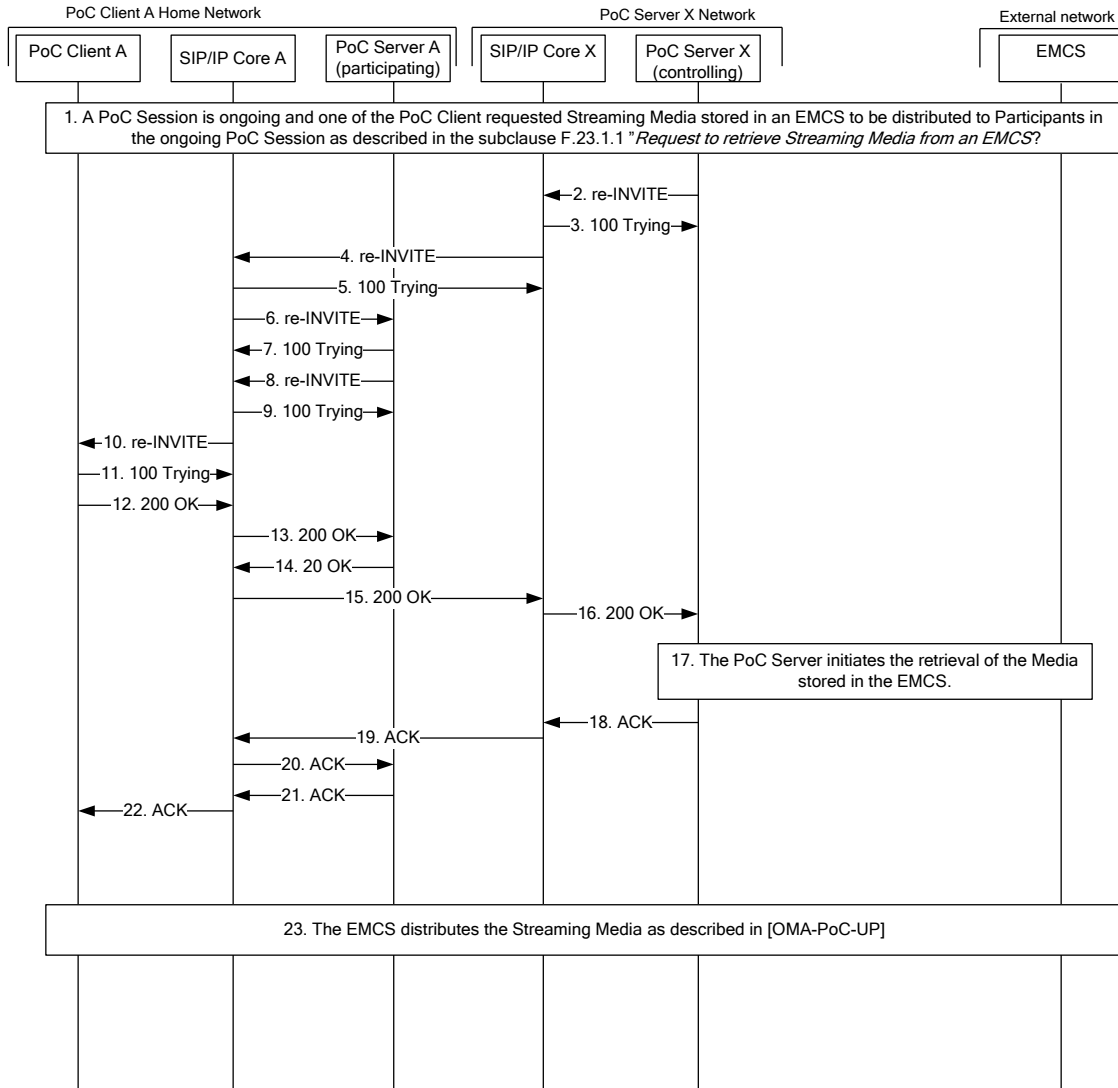 PoC Client A Home Network
PoC Server X Network
External network
PoC Client A
SIP/IP Core A
PoC Server A
(participating)
SIP/IP Core X
PoC Server X
(controlling)
EMCS
1. A PoC Session is ongoing and one of the PoC Client requested Streaming Media stored in an EMCS to be distributed to Participants in
the ongoing PoC Session as described in the subclause F.23.1.1 "Request to retrieve Streaming Media from an EMCS?
2. re-INVITE
3. 100 Trying
4. re-INVITE
5. 100 Trying
6. re-INVITE
7. 100 Trying
8. re-INVITE
9. 100 Trying
10. re-INVITE
11. 100 Trying
12. 200 OK
13. 200 OK
14. 20 OK
15. 200 OK
16. 200 OK
17. The PoC Server initiates the retrieval of the Media
stored in the EMCS.
18. ACK
19. ACK
20. ACK
21. ACK
22. ACK
23. The EMCS distributes the Streaming Media as described in [OMA-PoC-UP]